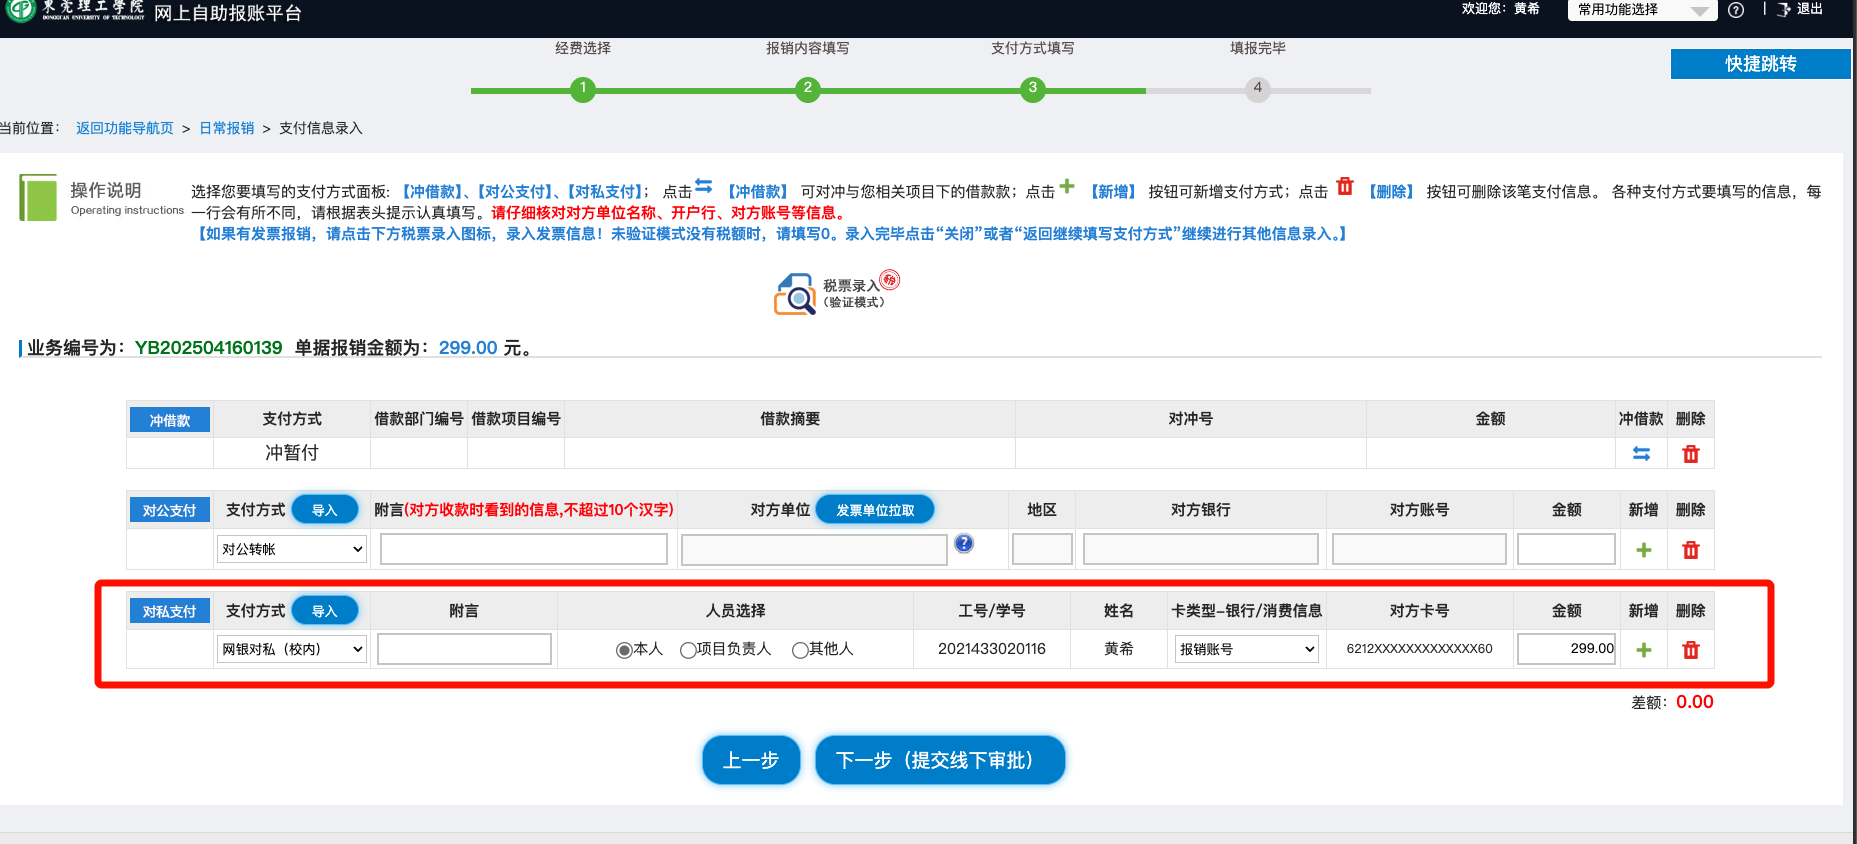 東莞理工學院
DONGGUAN UNIVERSITY OF TECHNOLOGY
网上自助报账平台
欢迎您：黄希
常用功能选择
?
|
退出
经费选择 报销内容填写 支付方式填写 填报完毕
1 2 3 4
快捷跳转
当前位置： 返回功能导航页 > 日常报销 > 支付信息录入
操作说明
Operating instructions
选择您要填写的支付方式面板:【冲借款】、【对公支付】、【对私支付】； 点击 【冲借款】 可对冲与您相关项目下的借款款；点击 【新增】 按钮可新增支付方式；点击 【删除】 按钮可删除该笔支付信息。 各种支付方式要填写的信息，每
一行会有所不同，请根据表头提示认真填写。请仔细核对对方单位名称、开户行、对方账号等信息。
【如果有发票报销，请点击下方税票录入图标，录入发票信息！未验证模式没有税额时，请填写0。录入完毕点击“关闭”或者“返回继续填写支付方式”继续进行其他信息录入。】
税票录入
税
（验证模式）
业务编号为：YB202504160139 单据报销金额为：299.00 元。
冲借款 支付方式 借款部门编号 借款项目编号 借款摘要 对冲号 金额 冲借款 删除
冲暂付
对公支付 支付方式 导入 附言(对方收款时看到的信息,不超过10个汉字) 对方单位 发票单位拉取 地区 对方银行 对方账号 金额 新增 删除
对公转帐 ?
对私支付 支付方式 导入 附言 人员选择 工号/学号 姓名 卡类型-银行/消费信息 对方卡号 金额 新增 删除
网银对私（校内） 本人 项目负责人 其他人 2021433020116 黄希 报销账号 6212XXXXXXXXXXXXX60 299.00
差额：0.00
上一步 下一步（提交线下审批）